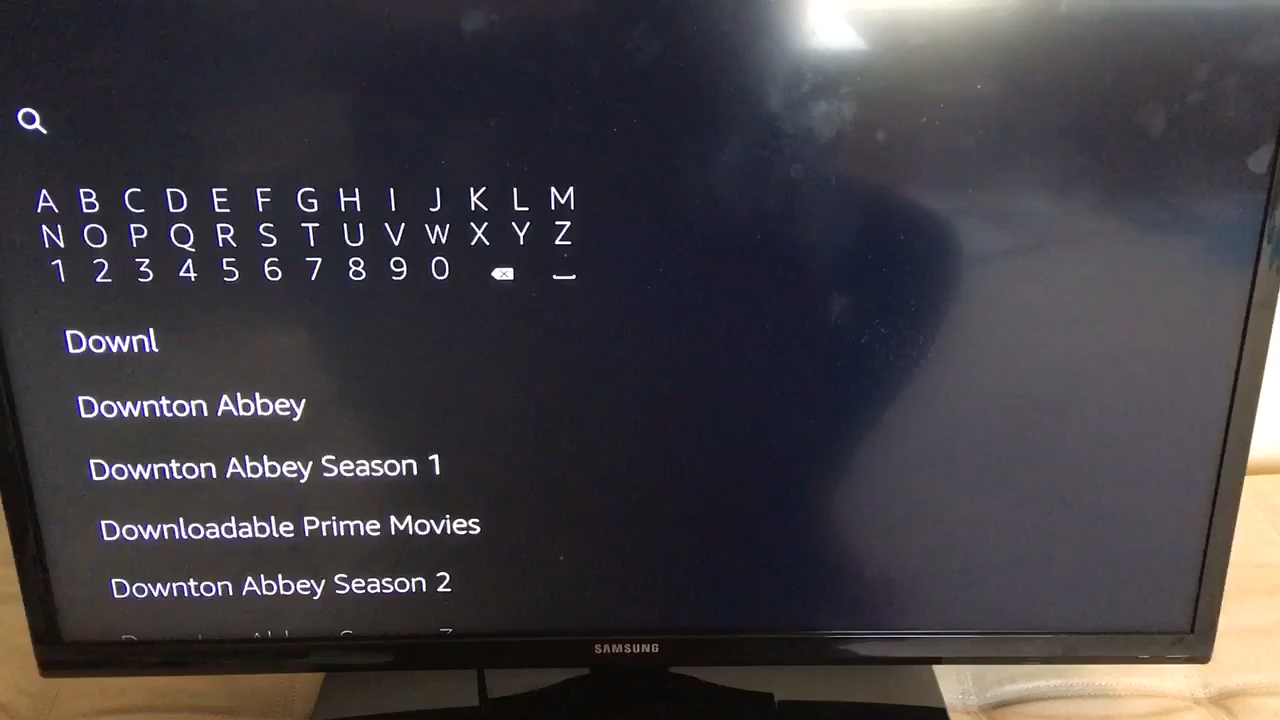 A B C D E F G H I J K L M
N O P Q R S T U V W X Y Z
1 2 3 4 5 6 7 8 9 0
Downl
Downton Abbey
Downton Abbey Season 1
Downloadable Prime Movies
Downton Abbey Season 2
SAMSUNG